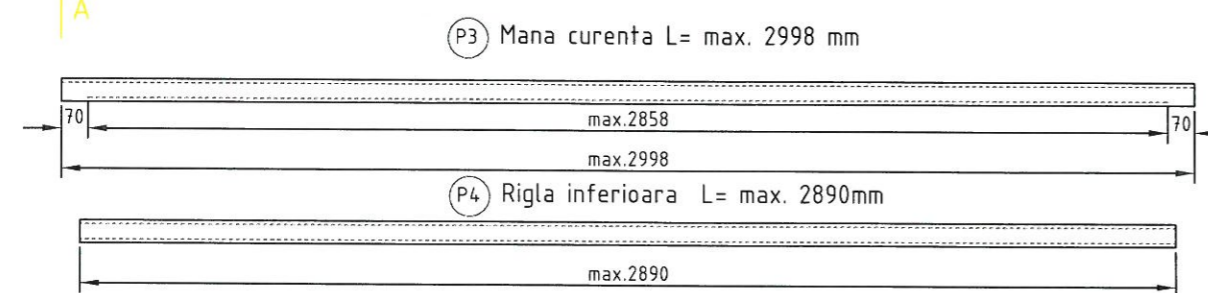 A
P3 Mana curenta L= max. 2998 mm
70 max.2858 70
max.2998
P4 Rigla inferioara L= max. 2890mm
max.2890